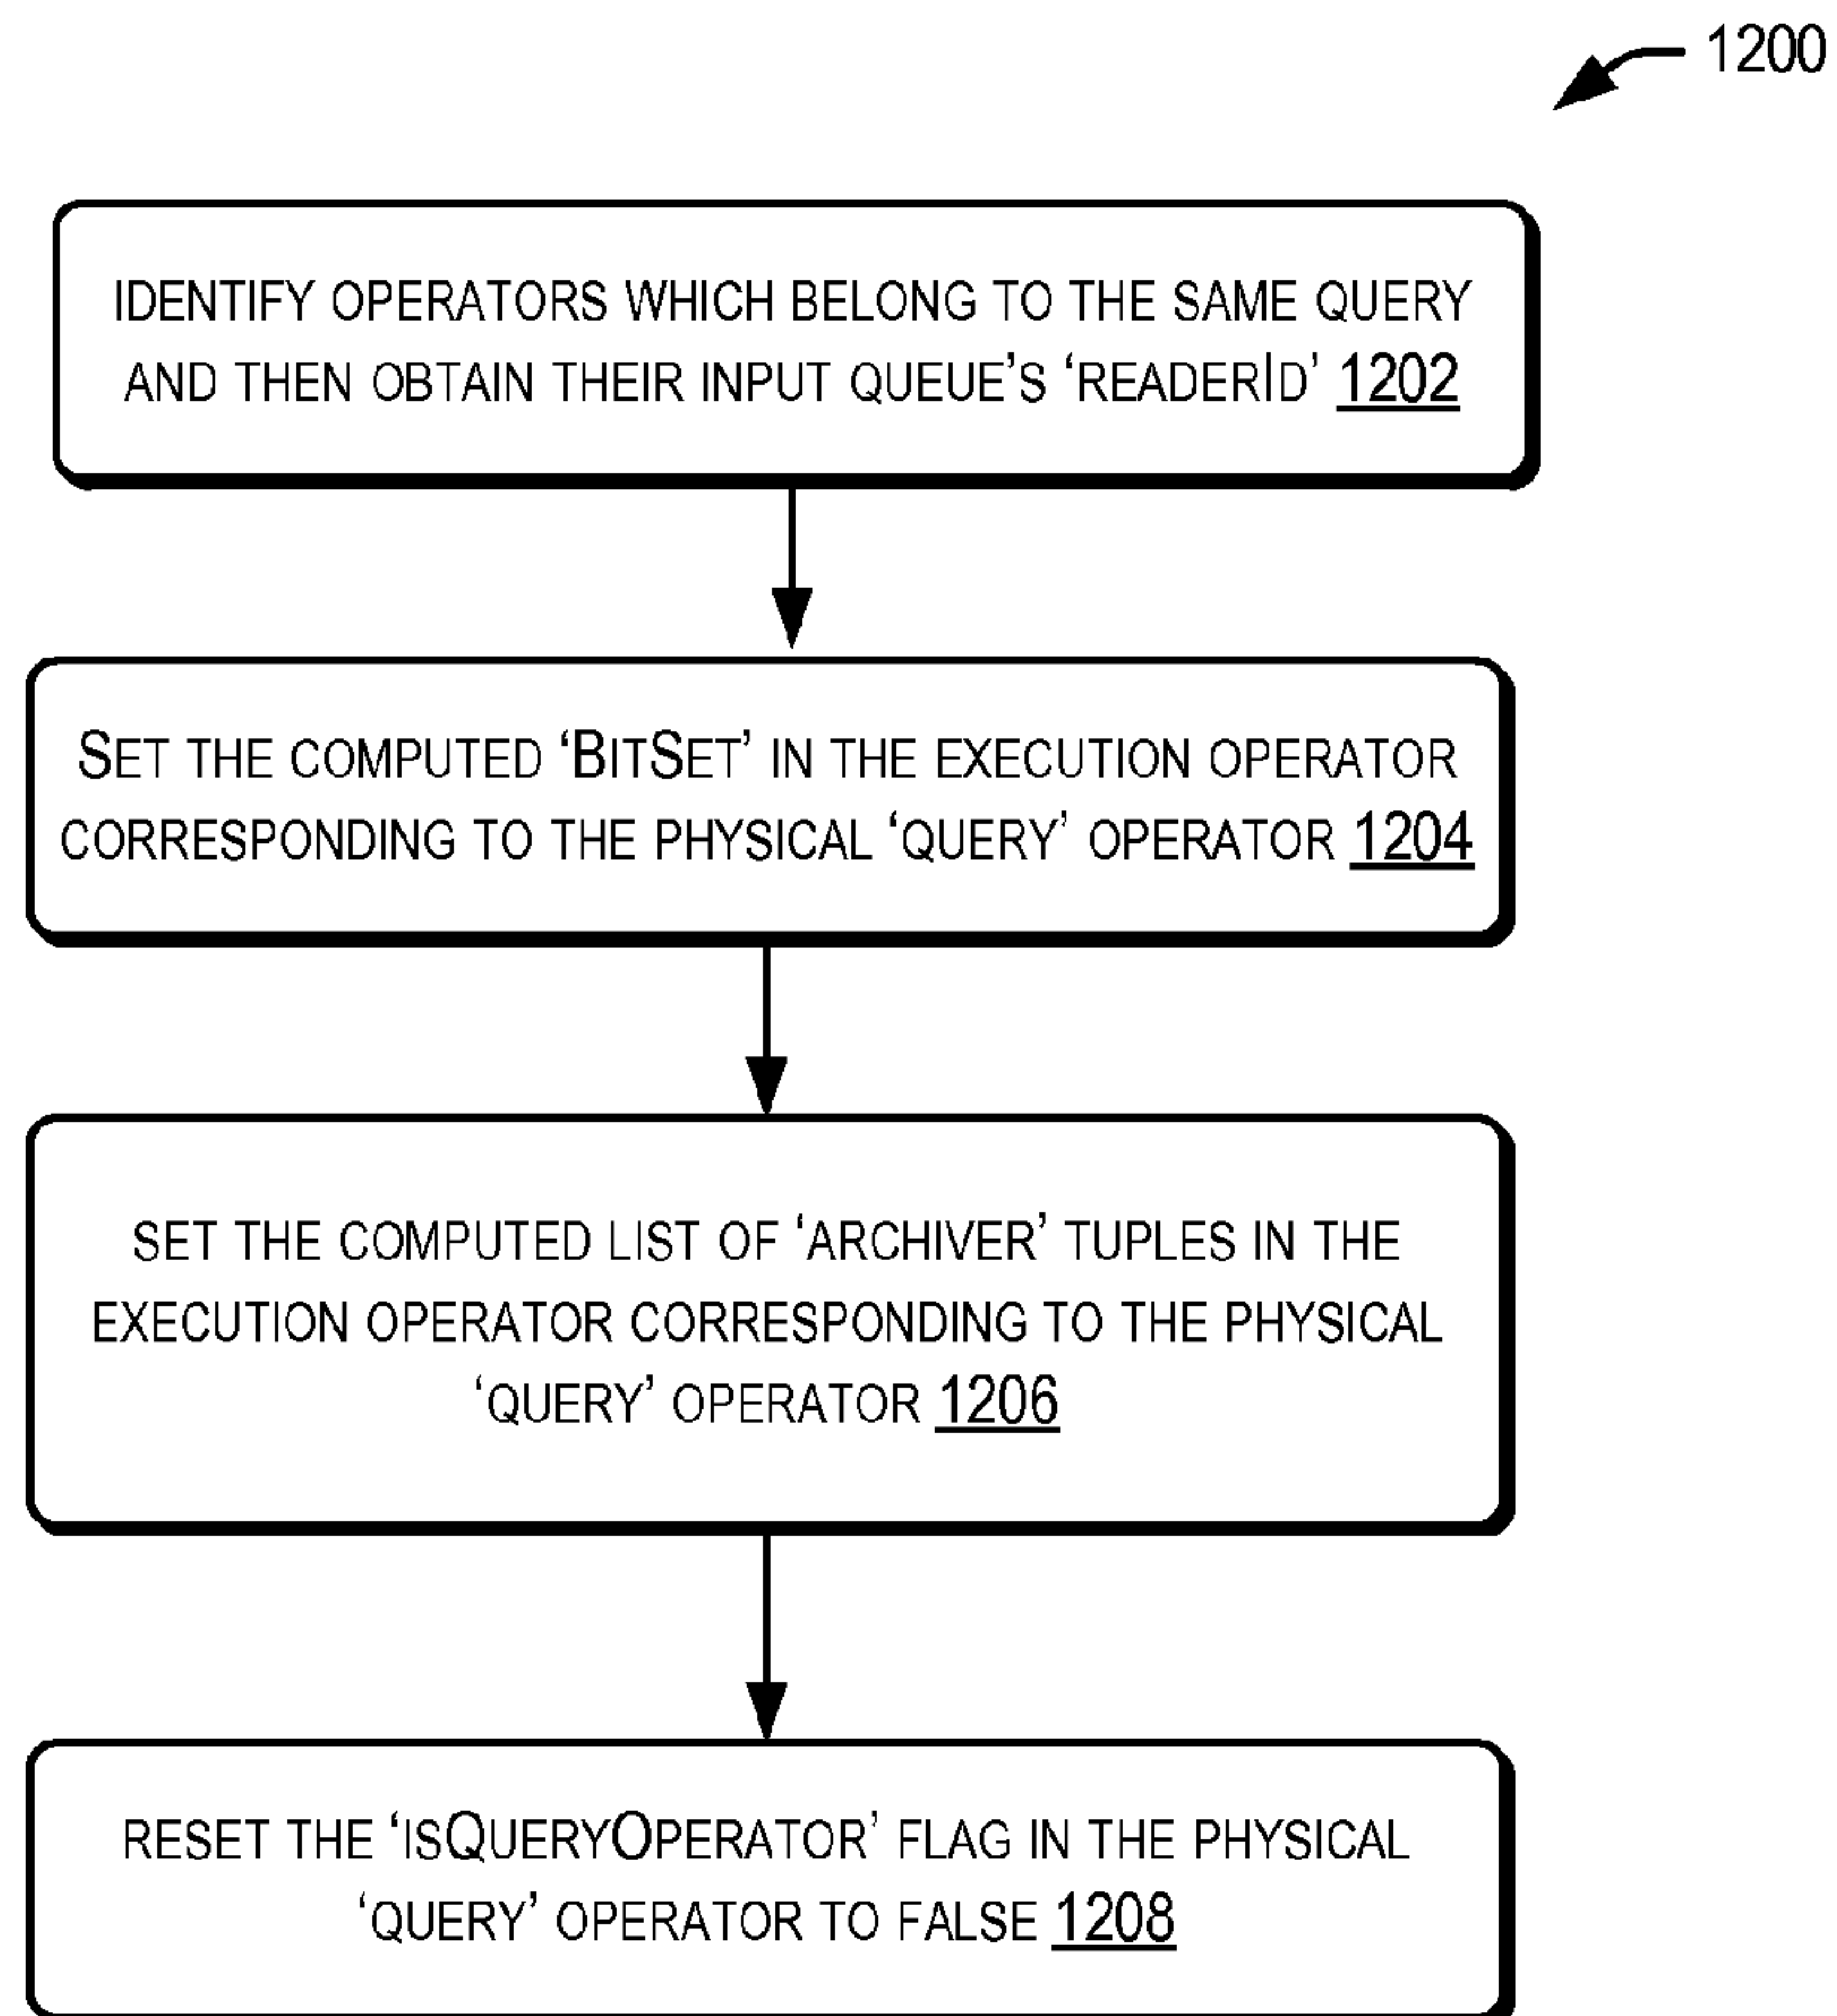 1200
IDENTIFY OPERATORS WHICH BELONG TO THE SAME QUERY
AND THEN OBTAIN THEIR INPUT QUEUE’S ‘READERID’ 1202
SET THE COMPUTED ‘BITSET’ IN THE EXECUTION OPERATOR
CORRESPONDING TO THE PHYSICAL ‘QUERY’ OPERATOR 1204
SET THE COMPUTED LIST OF ‘ARCHIVER’ TUPLES IN THE
EXECUTION OPERATOR CORRESPONDING TO THE PHYSICAL
‘QUERY’ OPERATOR 1206
RESET THE ‘ISQUERYOPERATOR’ FLAG IN THE PHYSICAL
‘QUERY’ OPERATOR TO FALSE 1208